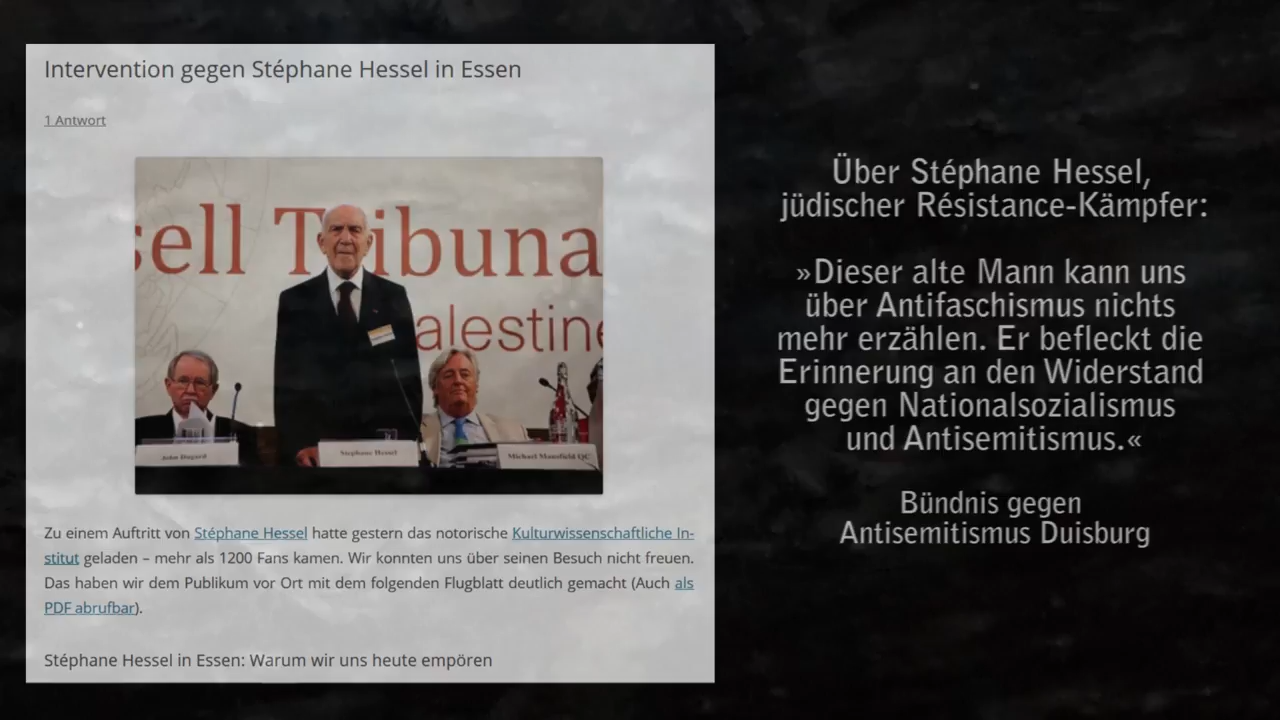 Intervention gegen Stéphane Hessel in Essen
1 Antwort
sell Tribuna
alestine
John Dugard
Stephane Hessel
Michael Mansfield QC
Zu einem Auftritt von Stéphane Hessel hatte gestern das notorische Kulturwissenschaftliche In-
stitut geladen – mehr als 1200 Fans kamen. Wir konnten uns über seinen Besuch nicht freuen.
Das haben wir dem Publikum vor Ort mit dem folgenden Flugblatt deutlich gemacht (Auch als
PDF abrufbar).
Stéphane Hessel in Essen: Warum wir uns heute empören
Über Stéphane Hessel,
jüdischer Résistance-Kämpfer:
»Dieser alte Mann kann uns
über Antifaschismus nichts
mehr erzählen. Er befleckt die
Erinnerung an den Widerstand
gegen Nationalsozialismus
und Antisemitismus.«
Bündnis gegen
Antisemitismus Duisburg